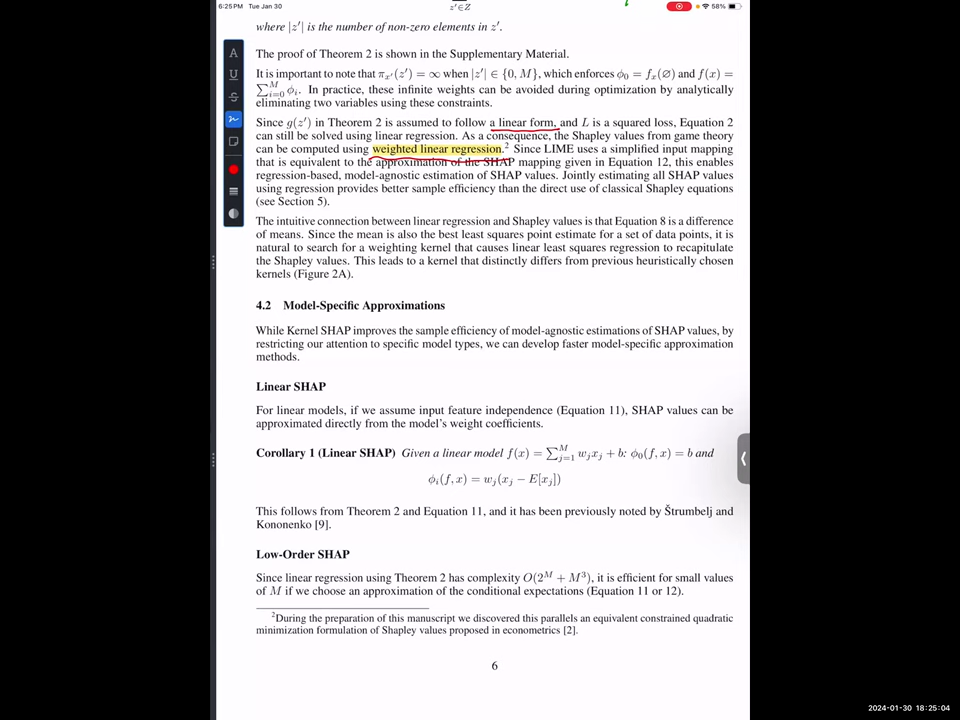 6:25 PM Tue Jan 30
z′∈Z
58%
where |z′| is the number of non-zero elements in z′.
The proof of Theorem 2 is shown in the Supplementary Material.
It is important to note that π_x′(z′) = ∞ when |z′| ∈ {0, M}, which enforces ϕ₀ = fₓ(∅) and f(x) =
∑ᴹᵢ₌₀ ϕᵢ. In practice, these infinite weights can be avoided during optimization by analytically
eliminating two variables using these constraints.
Since g(z′) in Theorem 2 is assumed to follow a linear form, and L is a squared loss, Equation 2
can still be solved using linear regression. As a consequence, the Shapley values from game theory
can be computed using weighted linear regression.² Since LIME uses a simplified input mapping
that is equivalent to the approximation of the SHAP mapping given in Equation 12, this enables
regression-based, model-agnostic estimation of SHAP values. Jointly estimating all SHAP values
using regression provides better sample efficiency than the direct use of classical Shapley equations
(see Section 5).
The intuitive connection between linear regression and Shapley values is that Equation 8 is a difference
of means. Since the mean is also the best least squares point estimate for a set of data points, it is
natural to search for a weighting kernel that causes linear least squares regression to recapitulate
the Shapley values. This leads to a kernel that distinctly differs from previous heuristically chosen
kernels (Figure 2A).
4.2 Model-Specific Approximations
While Kernel SHAP improves the sample efficiency of model-agnostic estimations of SHAP values, by
restricting our attention to specific model types, we can develop faster model-specific approximation
methods.
Linear SHAP
For linear models, if we assume input feature independence (Equation 11), SHAP values can be
approximated directly from the model's weight coefficients.
Corollary 1 (Linear SHAP) Given a linear model f(x) = ∑ᴹⱼ₌₁ wⱼxⱼ + b: ϕ₀(f, x) = b and
ϕᵢ(f, x) = wⱼ(xⱼ − E[xⱼ])
This follows from Theorem 2 and Equation 11, and it has been previously noted by Štrumbelj and
Kononenko [9].
Low-Order SHAP
Since linear regression using Theorem 2 has complexity O(2ᴹ + M³), it is efficient for small values
of M if we choose an approximation of the conditional expectations (Equation 11 or 12).
²During the preparation of this manuscript we discovered this parallels an equivalent constrained quadratic
minimization formulation of Shapley values proposed in econometrics [2].
6
2024-01-30 18:25:04